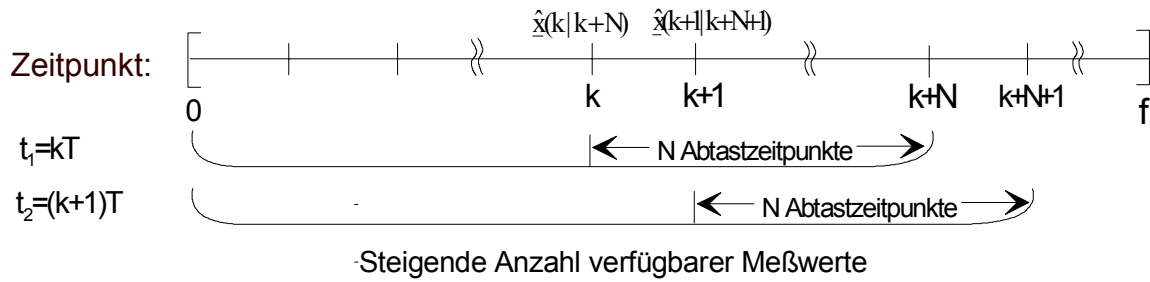 x̂(k|k+N) x̂(k+1|k+N+1)
Zeitpunkt:
0 k k+1 k+N k+N+1 f
t₁=kT N Abtastzeitpunkte
t₂=(k+1)T N Abtastzeitpunkte
-Steigende Anzahl verfügbarer Meßwerte